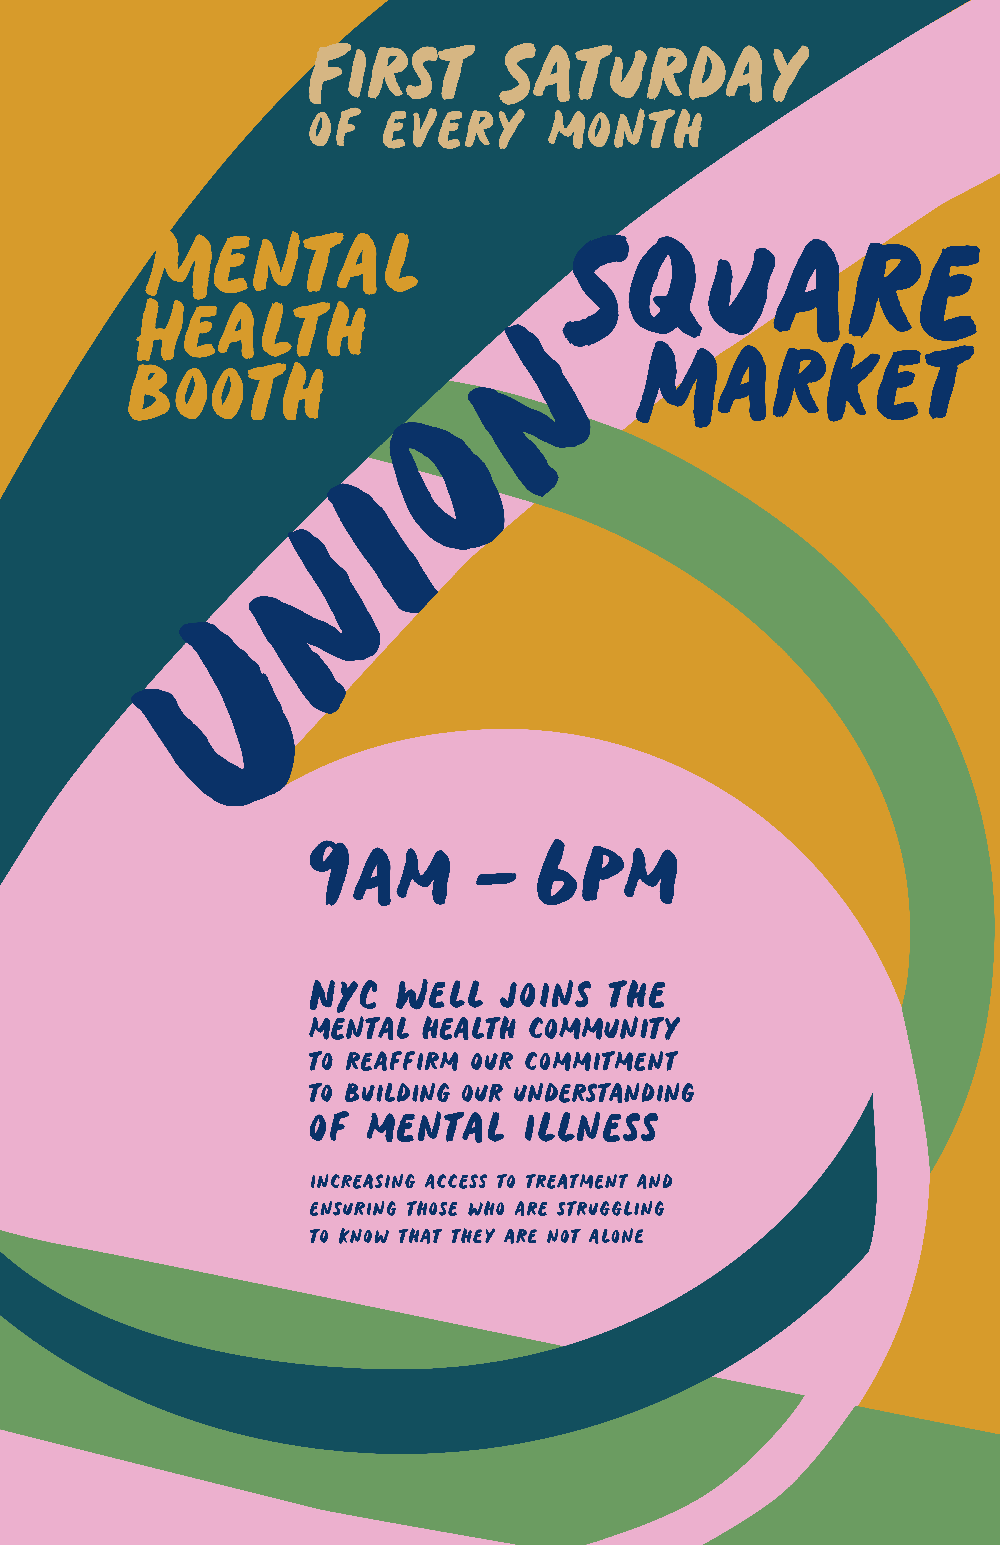 FIRST SATURDAY
OF EVERY MONTH
MENTAL
HEALTH
BOOTH
UNION
SQUARE
MARKET
9AM – 6PM
NYC WELL JOINS THE
MENTAL HEALTH COMMUNITY
TO REAFFIRM OUR COMMITMENT
TO BUILDING OUR UNDERSTANDING
OF MENTAL ILLNESS
INCREASING ACCESS TO TREATMENT AND
ENSURING THOSE WHO ARE STRUGGLING
TO KNOW THAT THEY ARE NOT ALONE